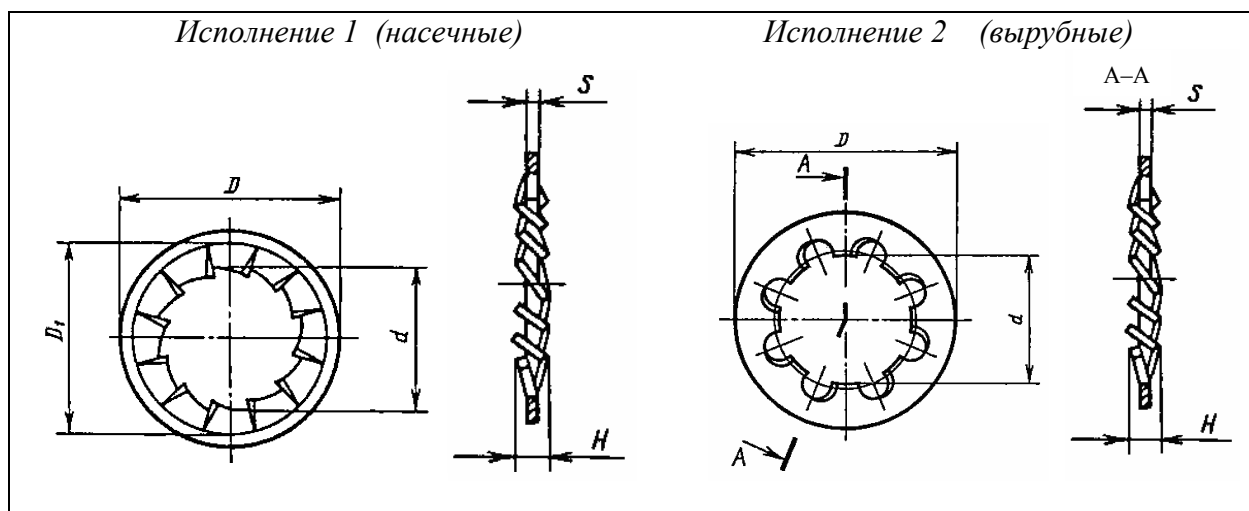 Исполнение 1 (насечные)
Исполнение 2 (вырубные)
D
D₁
d
S
H
А–А
D
A
A
d
S
H